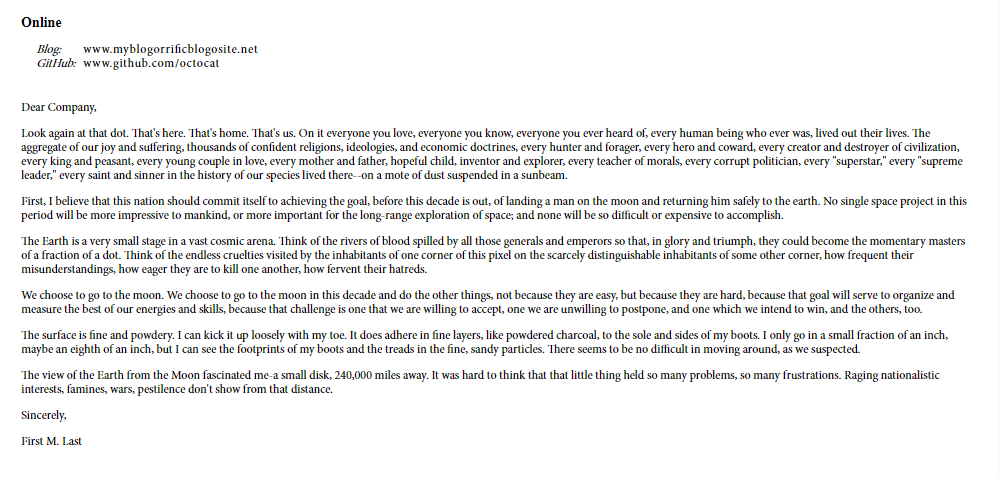 Online
Blog: www.myblogorrificblogosite.net
GitHub: www.github.com/octocat
Dear Company,
Look again at that dot. That's here. That's home. That's us. On it everyone you love, everyone you know, everyone you ever heard of, every human being who ever was, lived out their lives. The
aggregate of our joy and suffering, thousands of confident religions, ideologies, and economic doctrines, every hunter and forager, every hero and coward, every creator and destroyer of civilization,
every king and peasant, every young couple in love, every mother and father, hopeful child, inventor and explorer, every teacher of morals, every corrupt politician, every "superstar," every "supreme
leader," every saint and sinner in the history of our species lived there--on a mote of dust suspended in a sunbeam.
First, I believe that this nation should commit itself to achieving the goal, before this decade is out, of landing a man on the moon and returning him safely to the earth. No single space project in this
period will be more impressive to mankind, or more important for the long-range exploration of space; and none will be so difficult or expensive to accomplish.
The Earth is a very small stage in a vast cosmic arena. Think of the rivers of blood spilled by all those generals and emperors so that, in glory and triumph, they could become the momentary masters
of a fraction of a dot. Think of the endless cruelties visited by the inhabitants of one corner of this pixel on the scarcely distinguishable inhabitants of some other corner, how frequent their
misunderstandings, how eager they are to kill one another, how fervent their hatreds.
We choose to go to the moon. We choose to go to the moon in this decade and do the other things, not because they are easy, but because they are hard, because that goal will serve to organize and
measure the best of our energies and skills, because that challenge is one that we are willing to accept, one we are unwilling to postpone, and one which we intend to win, and the others, too.
The surface is fine and powdery. I can kick it up loosely with my toe. It does adhere in fine layers, like powdered charcoal, to the sole and sides of my boots. I only go in a small fraction of an inch,
maybe an eighth of an inch, but I can see the footprints of my boots and the treads in the fine, sandy particles. There seems to be no difficult in moving around, as we suspected.
The view of the Earth from the Moon fascinated me-a small disk, 240,000 miles away. It was hard to think that that little thing held so many problems, so many frustrations. Raging nationalistic
interests, famines, wars, pestilence don't show from that distance.
Sincerely,
First M. Last